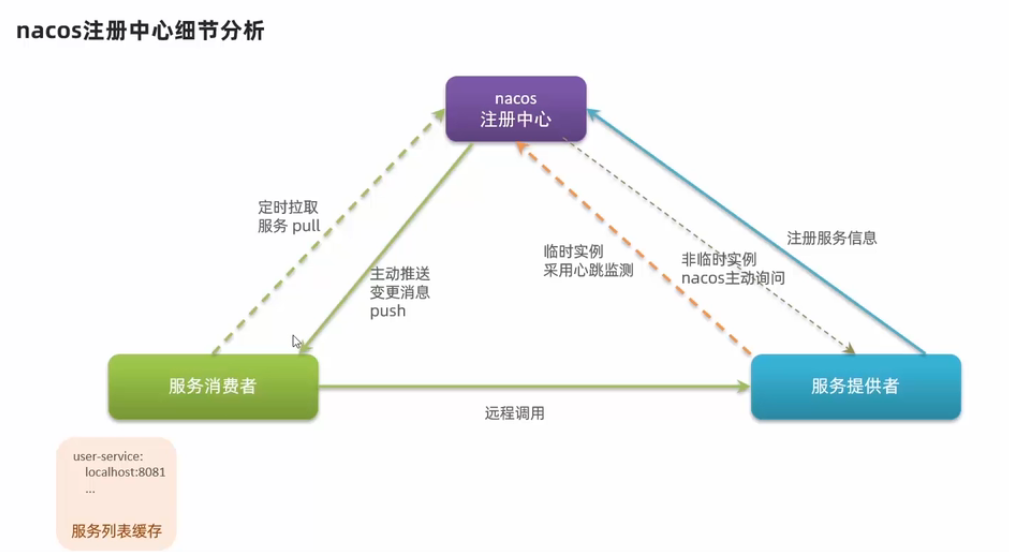 nacos注册中心细节分析
nacos
注册中心
定时拉取
服务 pull
主动推送
变更消息
push
临时实例
采用心跳监测
非临时实例
nacos主动询问
注册服务信息
服务消费者
远程调用
服务提供者
user-service:
localhost:8081
...
服务列表缓存